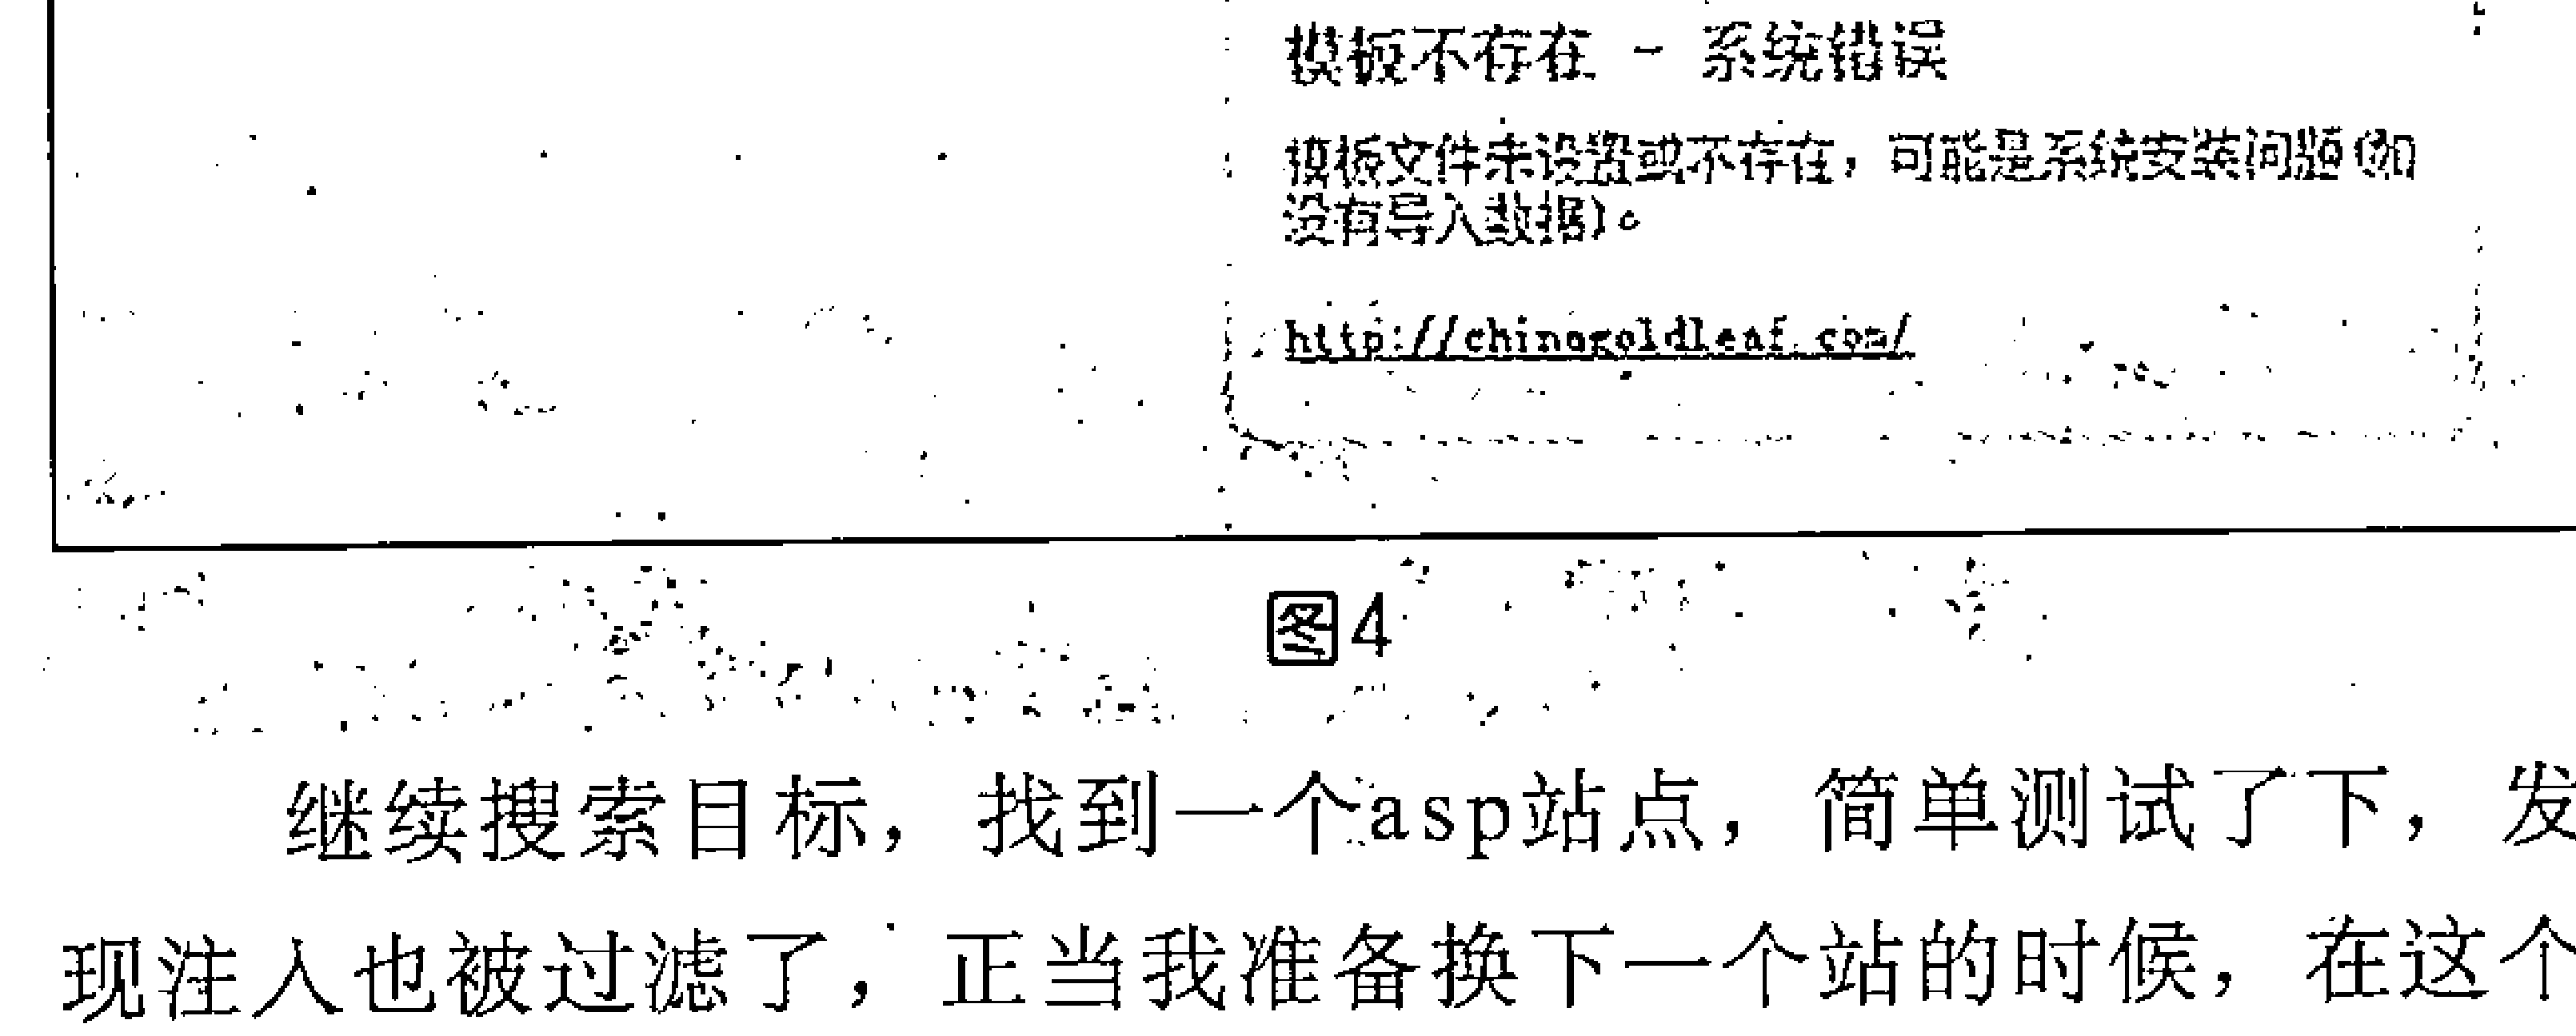 模板不存在 - 系统错误
模板文件未设置或不存在，可能是系统安装问题(如
没有导入数据)。
http://chinagoldleaf.com/
图4
继续搜索目标，找到一个asp站点，简单测试了下，发
现注入也被过滤了，正当我准备换下一个站的时候，在这个